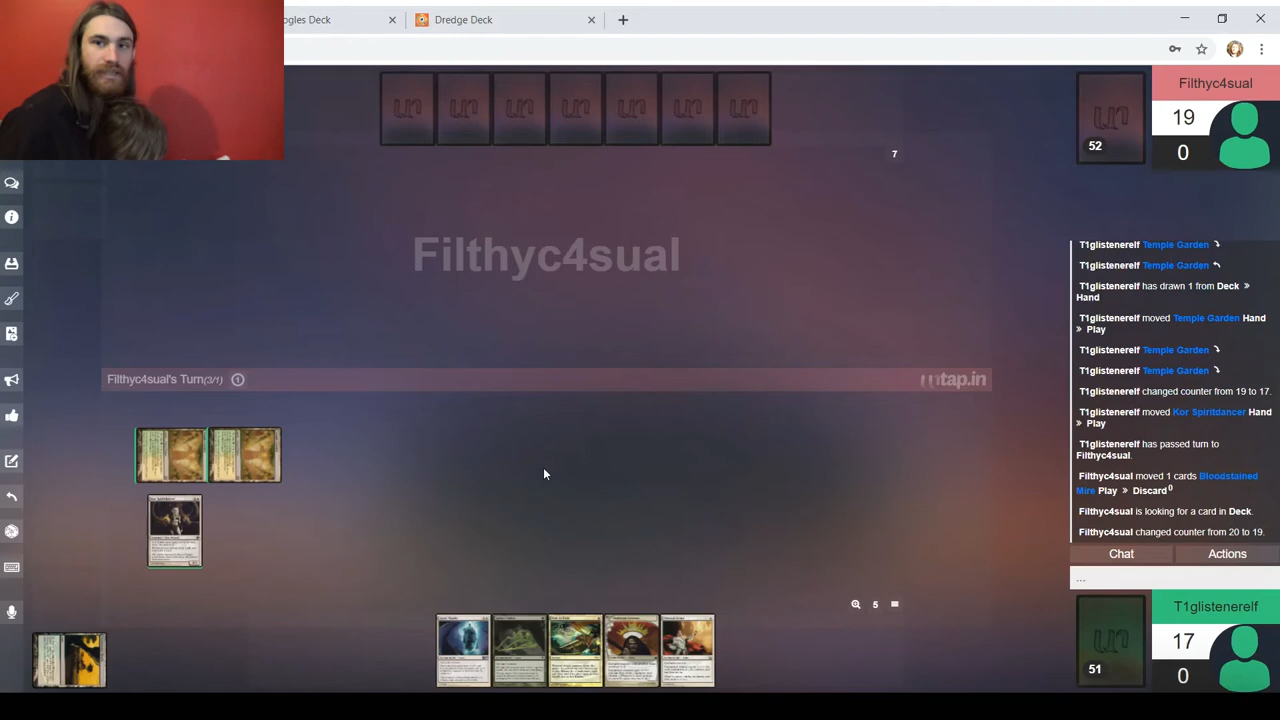 ogles Deck
Dredge Deck
Filthyc4sual
19
0
52
7
Filthyc4sual
T1glistenerelf Temple Garden
T1glistenerelf Temple Garden
T1glistenerelf has drawn 1 from Deck »
Hand
T1glistenerelf moved Temple Garden Hand
» Play
T1glistenerelf Temple Garden
T1glistenerelf Temple Garden
T1glistenerelf changed counter from 19 to 17.
T1glistenerelf moved Kor Spiritdancer Hand
» Play
T1glistenerelf has passed turn to
Filthyc4sual.
Filthyc4sual moved 1 cards Bloodstained
Mire Play » Discard0
Filthyc4sual is looking for a card in Deck.
Filthyc4sual changed counter from 20 to 19.
Filthyc4sual's Turn(3/1) 1
untap.in
Chat
Actions
...
5
T1glistenerelf
17
0
51